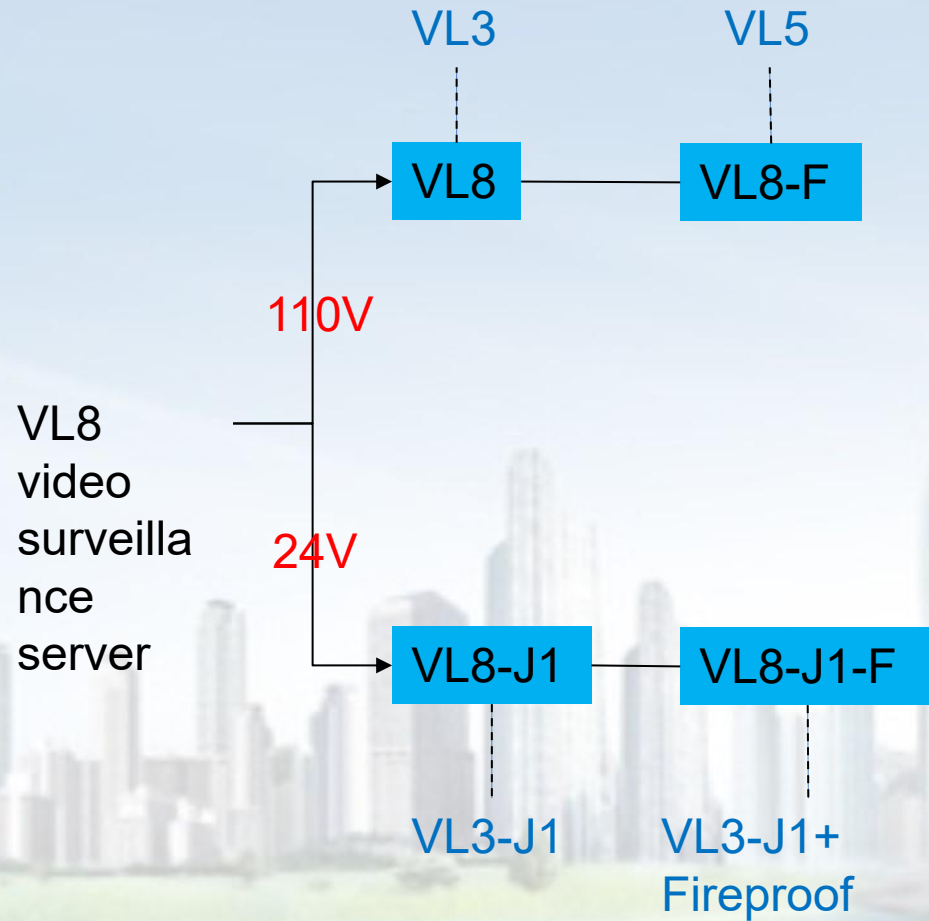 VL3
VL5
VL8
VL8-F
110V
VL8
video
surveilla
nce
server
24V
VL8-J1
VL8-J1-F
VL3-J1
VL3-J1+
Fireproof